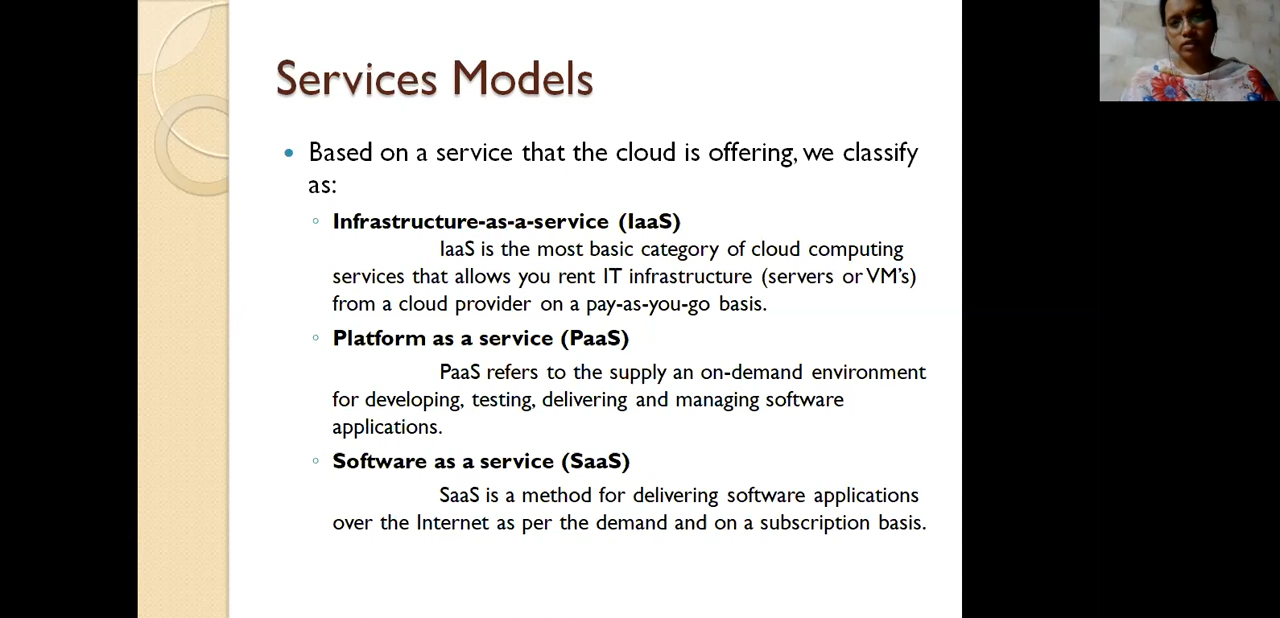 Services Models
Based on a service that the cloud is offering, we classify
as:
Infrastructure-as-a-service (IaaS)
IaaS is the most basic category of cloud computing
services that allows you rent IT infrastructure (servers or VM's)
from a cloud provider on a pay-as-you-go basis.
Platform as a service (PaaS)
PaaS refers to the supply an on-demand environment
for developing, testing, delivering and managing software
applications.
Software as a service (SaaS)
SaaS is a method for delivering software applications
over the Internet as per the demand and on a subscription basis.